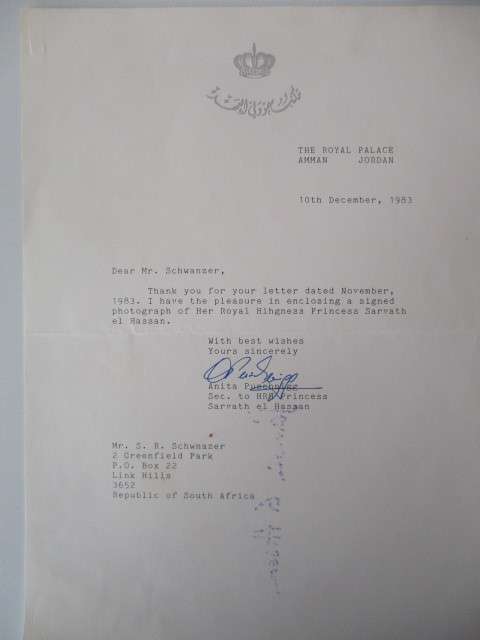 THE ROYAL PALACE
AMMAN JORDAN
10th December, 1983
Dear Mr. Schwanzer,
Thank you for your letter dated November,
1983. I have the pleasure in enclosing a signed
photograph of Her Royal Hihgness Princess Sarvath
el Hassan.
With best wishes
Yours sincerely
Anita
Sec. to HRH Princess
Sarvath el Hassan
Mr. S. R. Schwnazer
2 Greenfield Park
P.O. Box 22
Link Hills
3652
Republic of South Africa